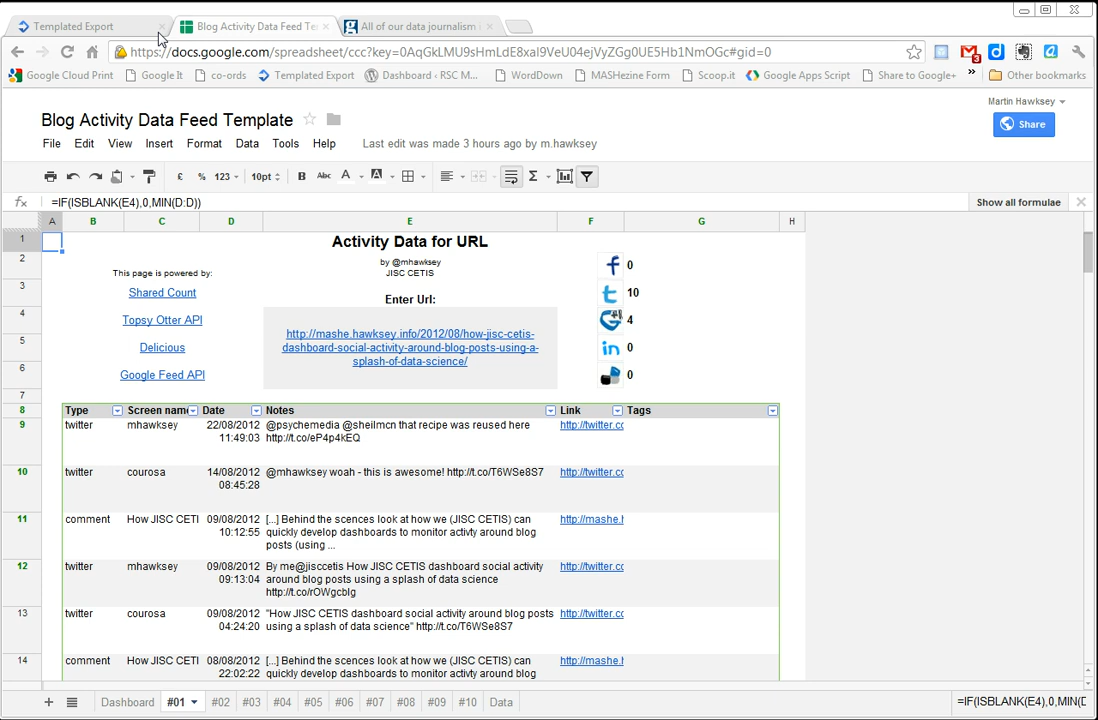 Templated Export
Blog Activity Data Feed Te
All of our data journalism i
https://docs.google.com/spreadsheet/ccc?key=0AqGkLMU9sHmLdE8xaI9VeU04ejVyZGg0UE5Hb1NmOGc#gid=0
3
Google Cloud Print
Google It
co-ords
Templated Export
Dashboard ‹ RSC M...
WordDown
MASHezine Form
Scoop.it
Google Apps Script
Share to Google+
»
Other bookmarks
Martin Hawksey
Blog Activity Data Feed Template
Share
File Edit View Insert Format Data Tools Help Last edit was made 3 hours ago by m.hawksey
£ % 123 10pt B Abc A A Σ
fx =IF(ISBLANK(E4),0,MIN(D:D)) Show all formulae
A B C D E F G H
1 Activity Data for URL
2 by @mhawksey 0
This page is powered by: JISC CETIS
3 Shared Count Enter Url: 10
4 Topsy Otter API http://mashe.hawksey.info/2012/08/how-jisc-cetis- 4
5 Delicious dashboard-social-activity-around-blog-posts-using-a- 0
splash-of-data-science/
6 Google Feed API 0
7
8 Type Screen name Date Notes Link Tags
9 twitter mhawksey 22/08/2012 @psychemedia @sheilmcn that recipe was reused here http://twitter.cc
11:49:03 http://t.co/eP4p4kEQ
10 twitter courosa 14/08/2012 @mhawksey woah - this is awesome! http://t.co/T6WSe8S7 http://twitter.cc
08:45:28
11 comment How JISC CETI 09/08/2012 [...] Behind the scences look at how we (JISC CETIS) can http://mashe.h
10:12:55 quickly develop dashboards to monitor activty around blog
posts (using ...
12 twitter mhawksey 09/08/2012 By me@jisccetis How JISC CETIS dashboard social activity http://twitter.cc
09:13:04 around blog posts using a splash of data science
http://t.co/rOWgcbIg
13 twitter courosa 09/08/2012 "How JISC CETIS dashboard social activity around blog posts http://twitter.cc
04:24:20 using a splash of data science" http://t.co/T6WSe8S7
14 comment How JISC CETI 08/08/2012 [...] Behind the scences look at how we (JISC CETIS) can http://mashe.h
22:02:22 quickly develop dashboards to monitor activty around blog
+ Dashboard #01 #02 #03 #04 #05 #06 #07 #08 #09 #10 Data =IF(ISBLANK(E4),0,MIN(D